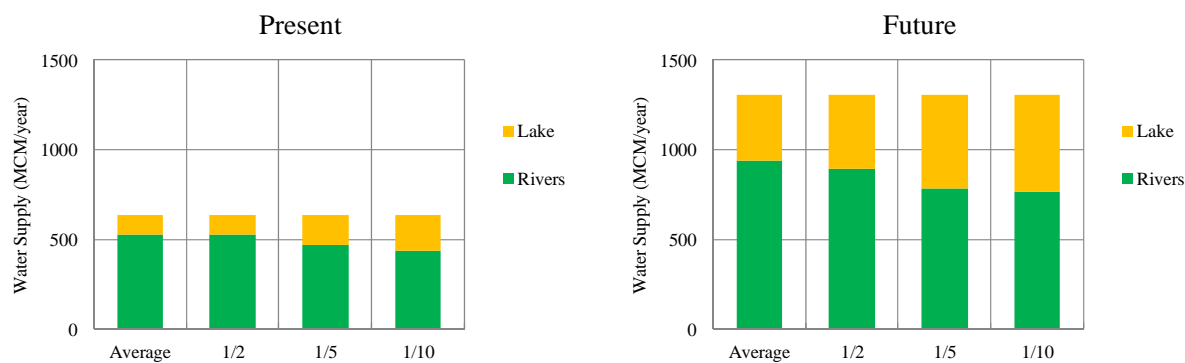 Present
Water Supply (MCM/year)
1500
1000
500
0
Average 1/2 1/5 1/10
Lake
Rivers
Future
Water Supply (MCM/year)
1500
1000
500
0
Average 1/2 1/5 1/10
Lake
Rivers